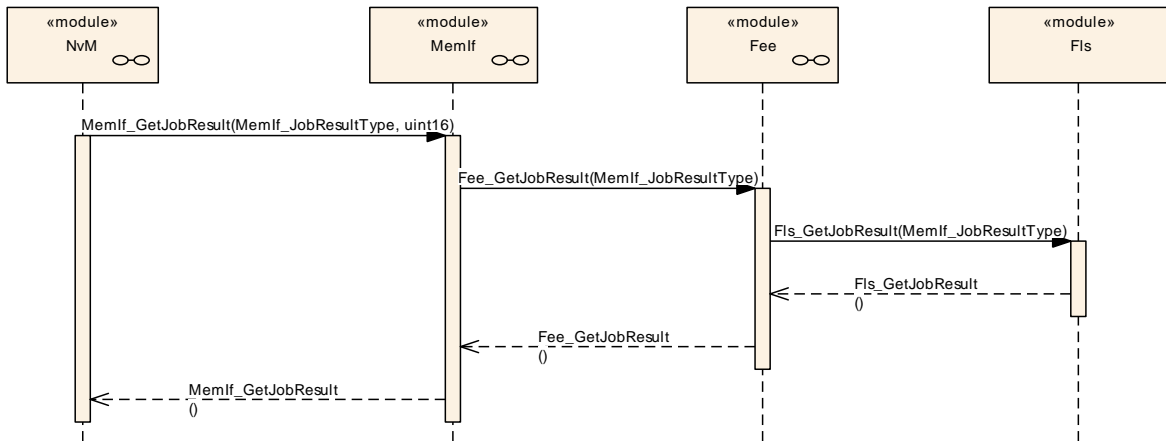 «module»
NvM
«module»
MemIf
«module»
Fee
«module»
Fls
MemIf_GetJobResult(MemIf_JobResultType, uint16)
Fee_GetJobResult(MemIf_JobResultType)
Fls_GetJobResult(MemIf_JobResultType)
Fls_GetJobResult
()
Fee_GetJobResult
()
MemIf_GetJobResult
()